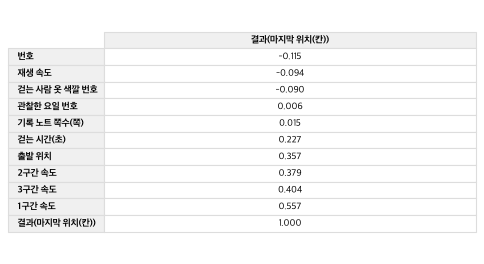 결과(마지막 위치(칸))
번호 -0.115
재생 속도 -0.094
걷는 사람 옷 색깔 번호 -0.090
관찰한 요일 번호 0.006
기록 노트 쪽수(쪽) 0.015
걷는 시간(초) 0.227
출발 위치 0.357
2구간 속도 0.379
3구간 속도 0.404
1구간 속도 0.557
결과(마지막 위치(칸)) 1.000